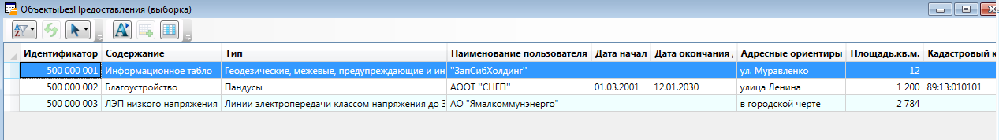 ОбъектыБезПредоставления (выборка)
Идентификатор Содержание Тип Наименование пользователя Дата начал Дата окончания Адресные ориентиры Площадь,кв.м. Кадастровый к
500 000 001 Информационное табло Геодезические, межевые, предупреждающие и ин "ЗапСибХолдинг" ул. Муравленко 12
500 000 002 Благоустройство Пандусы АООТ "СНГП" 01.03.2001 12.01.2030 улица Ленина 1 200 89:13:010101
500 000 003 ЛЭП низкого напряжения Линии электропередачи классом напряжения до 3 АО "Ямалкоммунэнерго" в городской черте 2 784